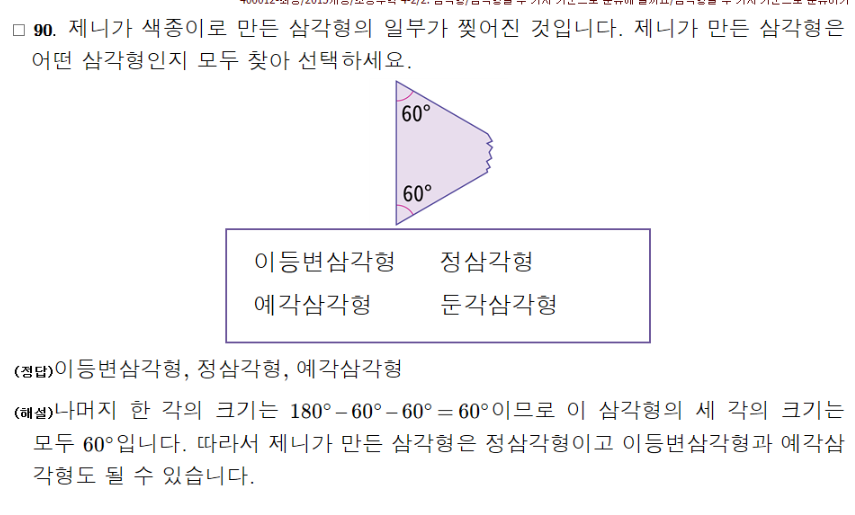 □ 90. 제니가 색종이로 만든 삼각형의 일부가 찢어진 것입니다. 제니가 만든 삼각형은
어떤 삼각형인지 모두 찾아 선택하세요.
60°
60°
이등변삼각형 정삼각형
예각삼각형 둔각삼각형
(정답)이등변삼각형, 정삼각형, 예각삼각형
(해설)나머지 한 각의 크기는 180°-60°-60°=60°이므로 이 삼각형의 세 각의 크기는
모두 60°입니다. 따라서 제니가 만든 삼각형은 정삼각형이고 이등변삼각형과 예각삼
각형도 될 수 있습니다.